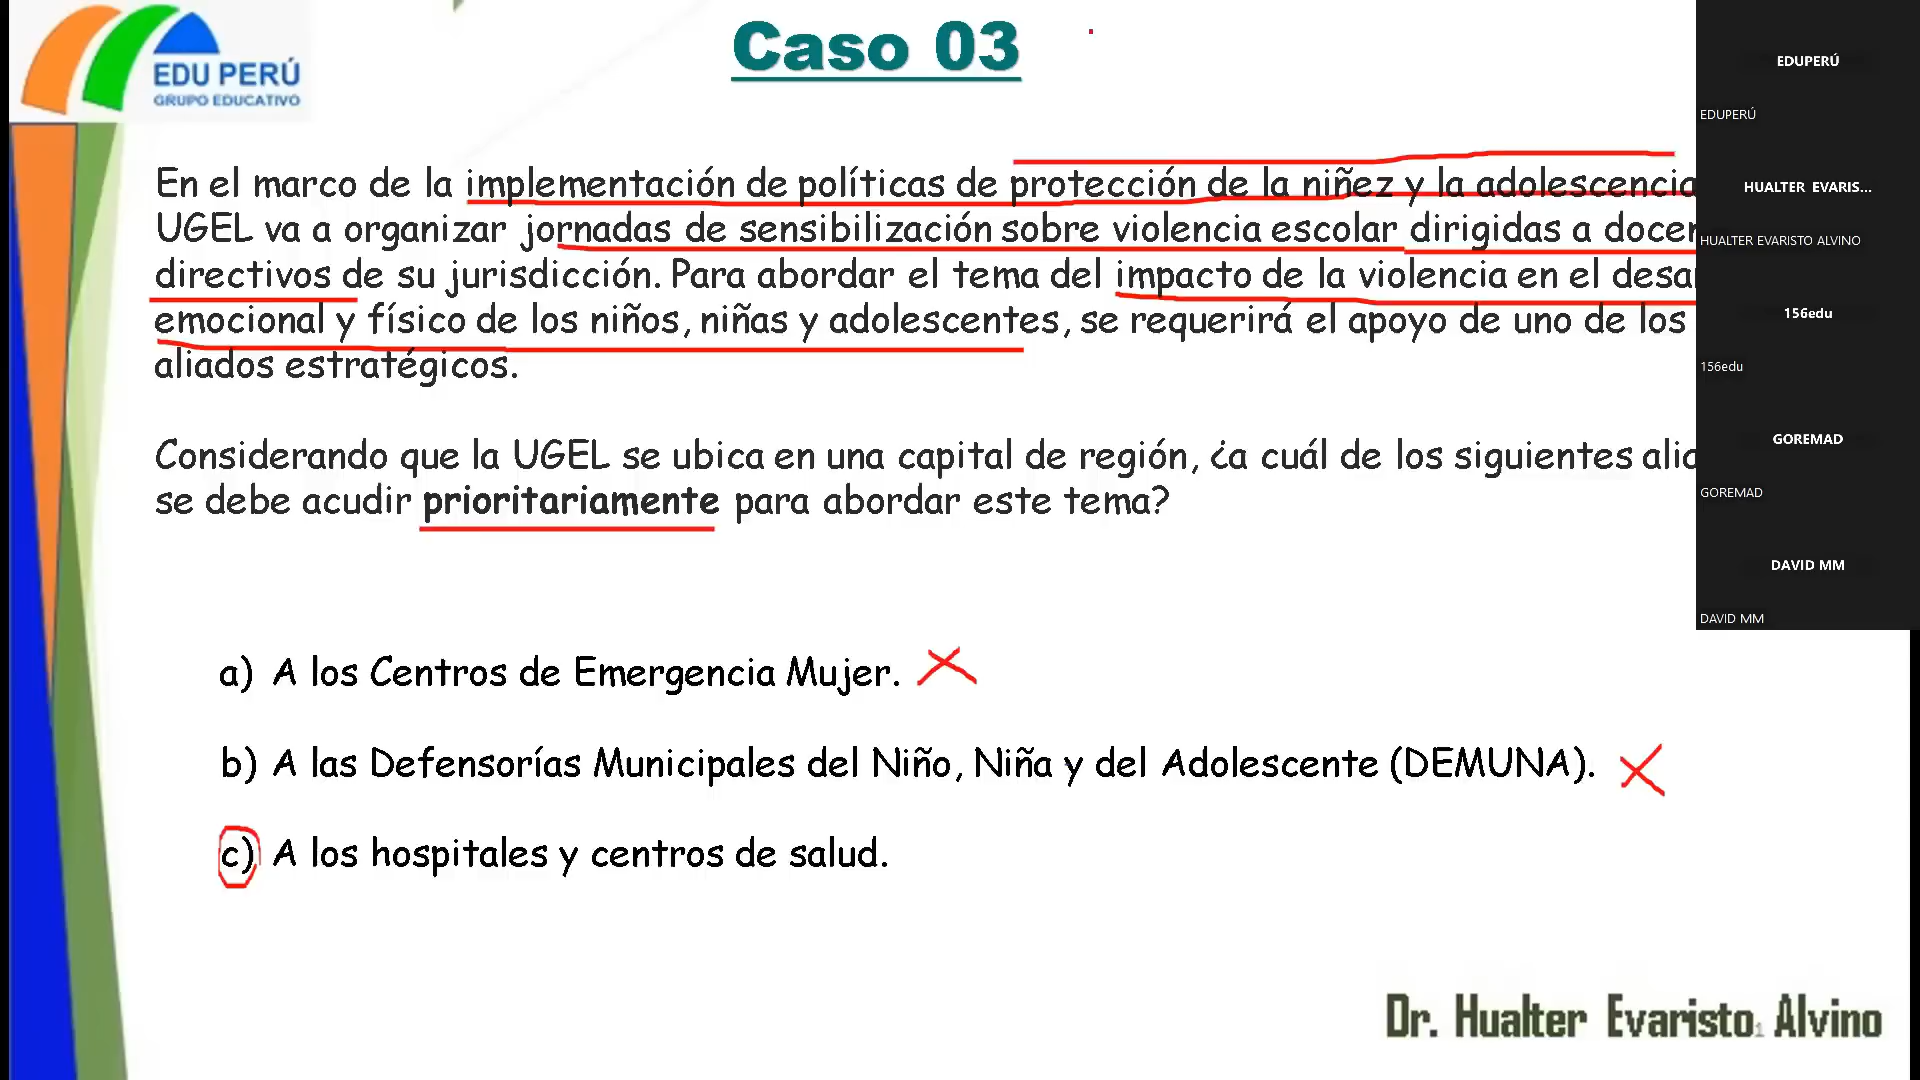 Caso 03
EDU PERÚ
GRUPO EDUCATIVO
En el marco de la implementación de políticas de protección de la niñez y la adolescencia
UGEL va a organizar jornadas de sensibilización sobre violencia escolar dirigidas a
directivos de su jurisdicción. Para abordar el tema del impacto de la violencia en el
emocional y físico de los niños, niñas y adolescentes, se requerirá el apoyo de uno de los
aliados estratégicos.
Considerando que la UGEL se ubica en una capital de región, ¿a cuál de los siguientes
se debe acudir prioritariamente para abordar este tema?
a) A los Centros de Emergencia Mujer.
b) A las Defensorías Municipales del Niño, Niña y del Adolescente (DEMUNA).
c) A los hospitales y centros de salud.
Dr. Hualter Evaristo Alvino
EDUPERÚ
EDUPERÚ
HUALTER EVARIS...
HUALTER EVARISTO ALVINO
156edu
156edu
GOREMAD
GOREMAD
DAVID MM
DAVID MM